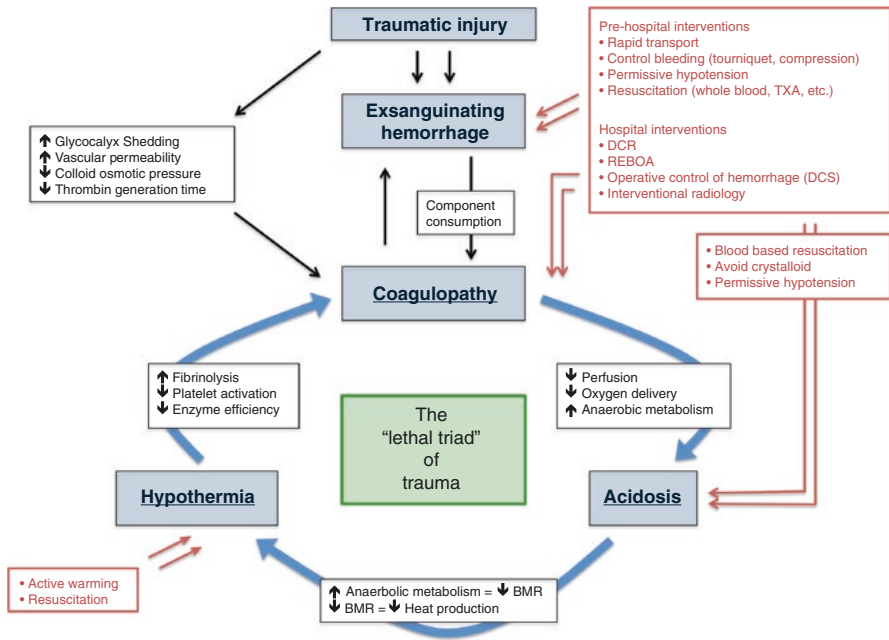 Traumatic injury
Pre-hospital interventions
• Rapid transport
• Control bleeding (tourniquet, compression)
• Permissive hypotension
• Resuscitation (whole blood, TXA, etc.)
Hospital interventions
• DCR
• REBOA
• Operative control of hemorrhage (DCS)
• Interventional radiology
Exsanguinating
hemorrhage
↑ Glycocalyx Shedding
↑ Vascular permeability
↓ Colloid osmotic pressure
↓ Thrombin generation time
Component
consumption
• Blood based resuscitation
• Avoid crystalloid
• Permissive hypotension
Coagulopathy
↑ Fibrinolysis
↓ Platelet activation
↓ Enzyme efficiency
↓ Perfusion
↓ Oxygen delivery
↑ Anaerobic metabolism
The
“lethal triad”
of
trauma
Hypothermia
Acidosis
• Active warming
• Resuscitation
↑ Anaerbolic metabolism = ↓ BMR
↓ BMR = ↓ Heat production